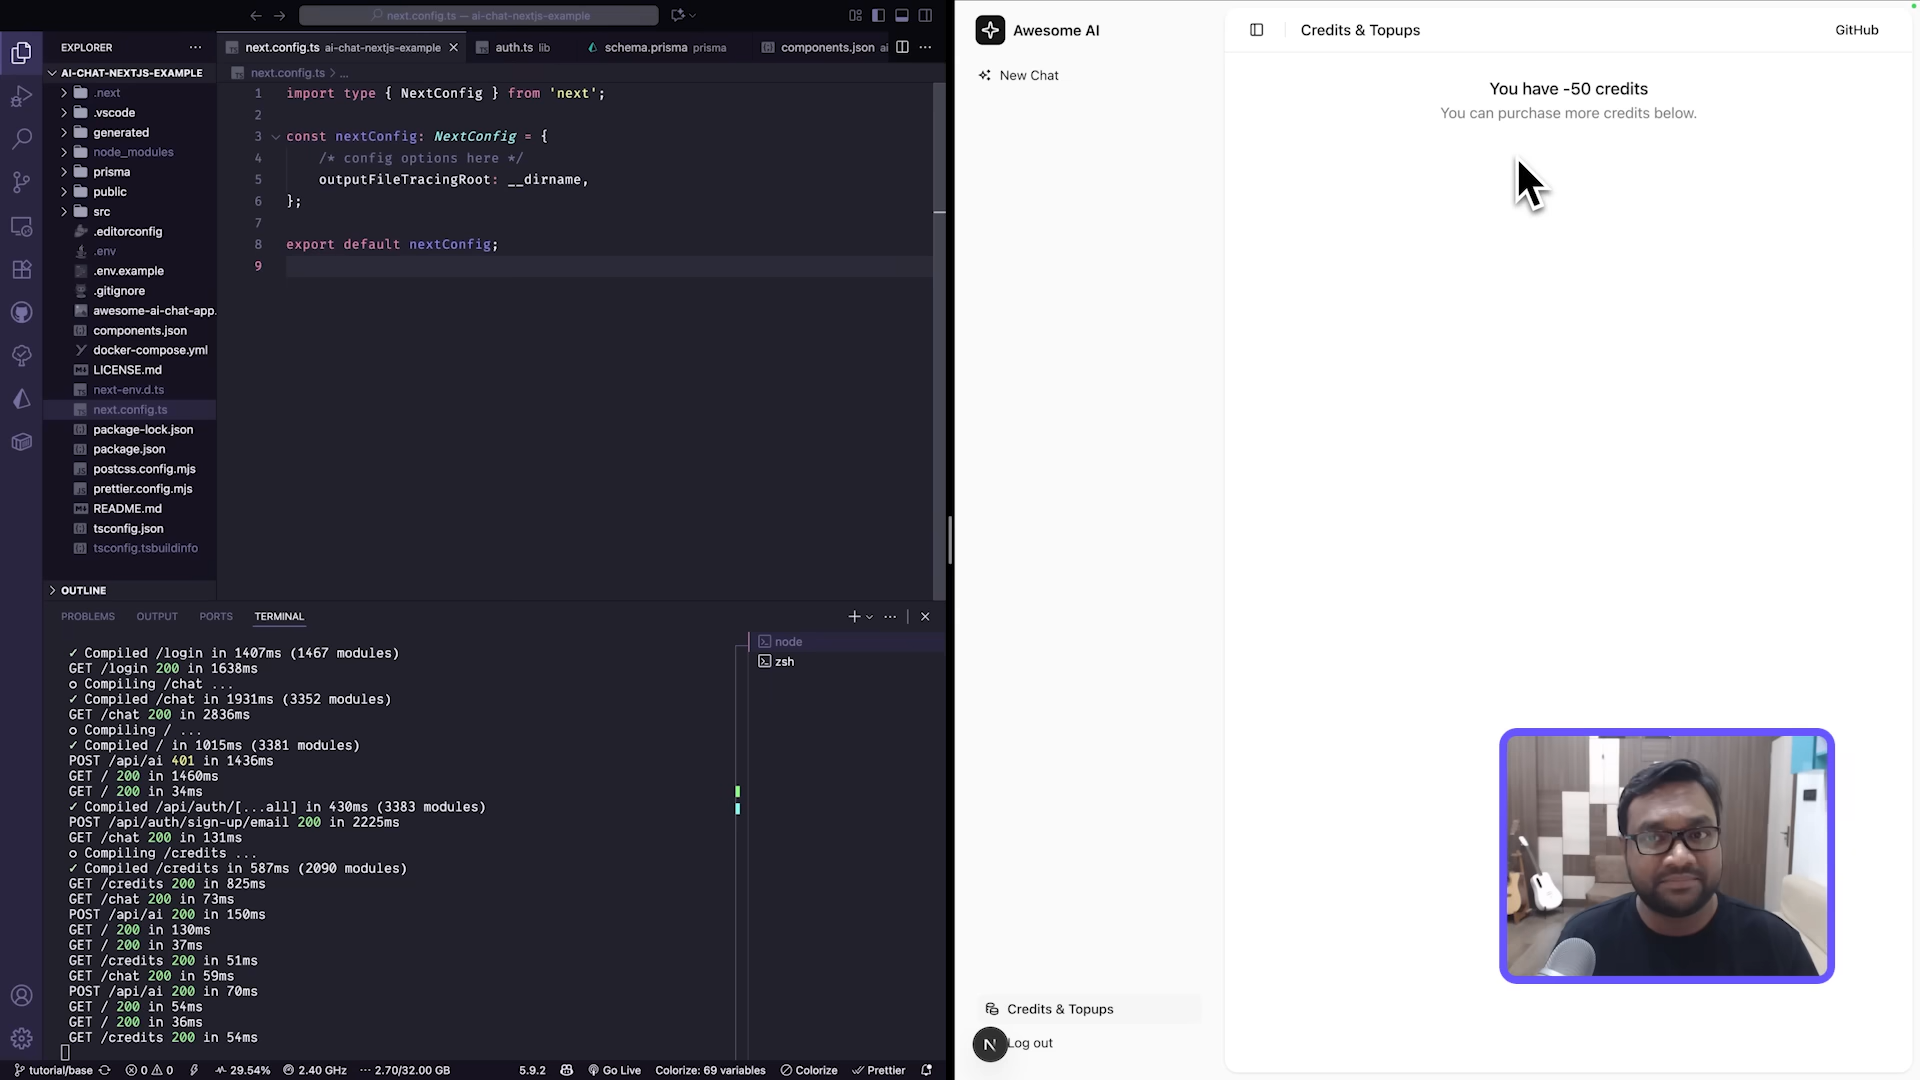 next.config.ts — ai-chat-nextjs-example
EXPLORER
AI-CHAT-NEXTJS-EXAMPLE
.next
.vscode
generated
node_modules
prisma
public
src
.editorconfig
.env
.env.example
.gitignore
awesome-ai-chat-app.
components.json
docker-compose.yml
LICENSE.md
next-env.d.ts
next.config.ts
package-lock.json
package.json
postcss.config.mjs
prettier.config.mjs
README.md
tsconfig.json
tsconfig.tsbuildinfo
OUTLINE
next.config.ts ai-chat-nextjs-example
auth.ts lib
schema.prisma prisma
components.json ai
next.config.ts > ...
1 import type { NextConfig } from 'next';
2
3 const nextConfig: NextConfig = {
4 /* config options here */
5 outputFileTracingRoot: __dirname,
6 };
7
8 export default nextConfig;
9
PROBLEMS OUTPUT PORTS TERMINAL
✓ Compiled /login in 1407ms (1467 modules)
GET /login 200 in 1638ms
○ Compiling /chat ...
✓ Compiled /chat in 1931ms (3352 modules)
GET /chat 200 in 2836ms
○ Compiling / ...
✓ Compiled / in 1015ms (3381 modules)
POST /api/ai 401 in 1436ms
GET / 200 in 1460ms
GET / 200 in 34ms
✓ Compiled /api/auth/[...all] in 430ms (3383 modules)
POST /api/auth/sign-up/email 200 in 2225ms
GET /chat 200 in 131ms
○ Compiling /credits ...
✓ Compiled /credits in 587ms (2090 modules)
GET /credits 200 in 825ms
GET /chat 200 in 73ms
POST /api/ai 200 in 150ms
GET / 200 in 130ms
GET / 200 in 37ms
GET /credits 200 in 51ms
GET /chat 200 in 59ms
POST /api/ai 200 in 70ms
GET / 200 in 54ms
GET / 200 in 36ms
GET /credits 200 in 54ms
node
zsh
tutorial/base 0 0 29.54% 2.40 GHz 2.70/32.00 GB 5.9.2 Go Live Colorize: 69 variables Colorize Prettier
Awesome AI
New Chat
Credits & Topups
GitHub
You have -50 credits
You can purchase more credits below.
Credits & Topups
N
Log out